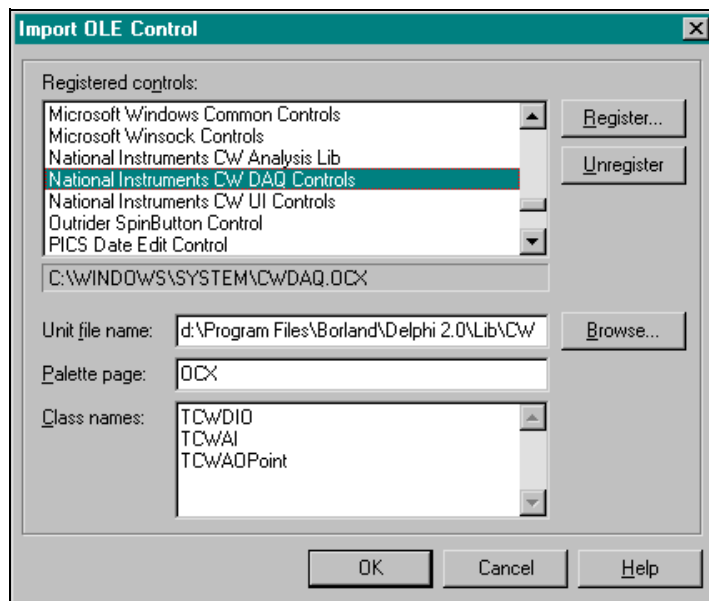 Import OLE Control
Registered controls:
Microsoft Windows Common Controls
Microsoft Winsock Controls
National Instruments CW Analysis Lib
National Instruments CW DAQ Controls
National Instruments CW UI Controls
Outrider SpinButton Control
PICS Date Edit Control
Register...
Unregister
C:\WINDOWS\SYSTEM\CWDAQ.OCX
Unit file name:
d:\Program Files\Borland\Delphi 2.0\Lib\CW
Browse...
Palette page:
OCX
Class names:
TCWDIO
TCWAI
TCWAOPoint
OK
Cancel
Help